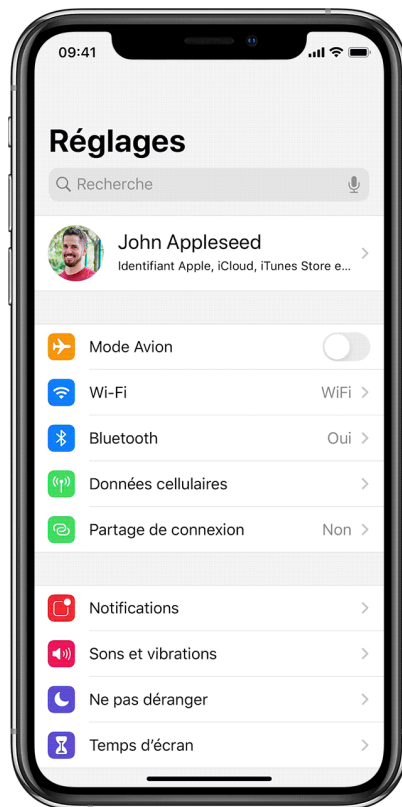 09:41
Réglages
Recherche
John Appleseed
Identifiant Apple, iCloud, iTunes Store e...
Mode Avion
Wi-Fi WiFi
Bluetooth Oui
Données cellulaires
Partage de connexion Non
Notifications
Sons et vibrations
Ne pas déranger
Temps d’écran